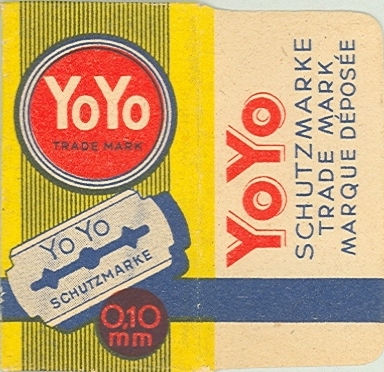 YoYo
TRADE MARK
YO YO
SCHUTZMARKE
0,10
mm
YoYo
SCHUTZMARKE
TRADE MARK
MARQUE DÉPOSÉE